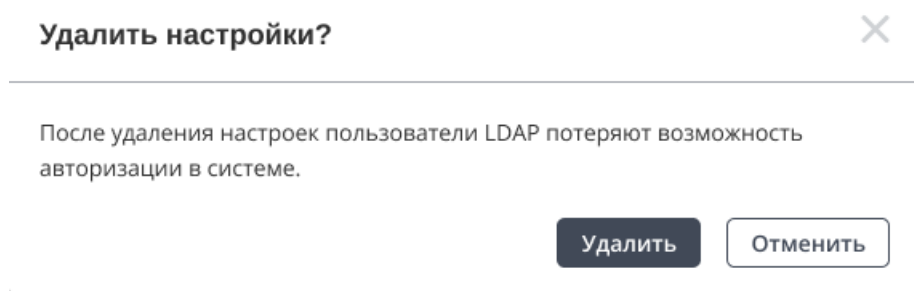 Удалить настройки?
После удаления настроек пользователи LDAP потеряют возможность
авторизации в системе.
Удалить
Отменить